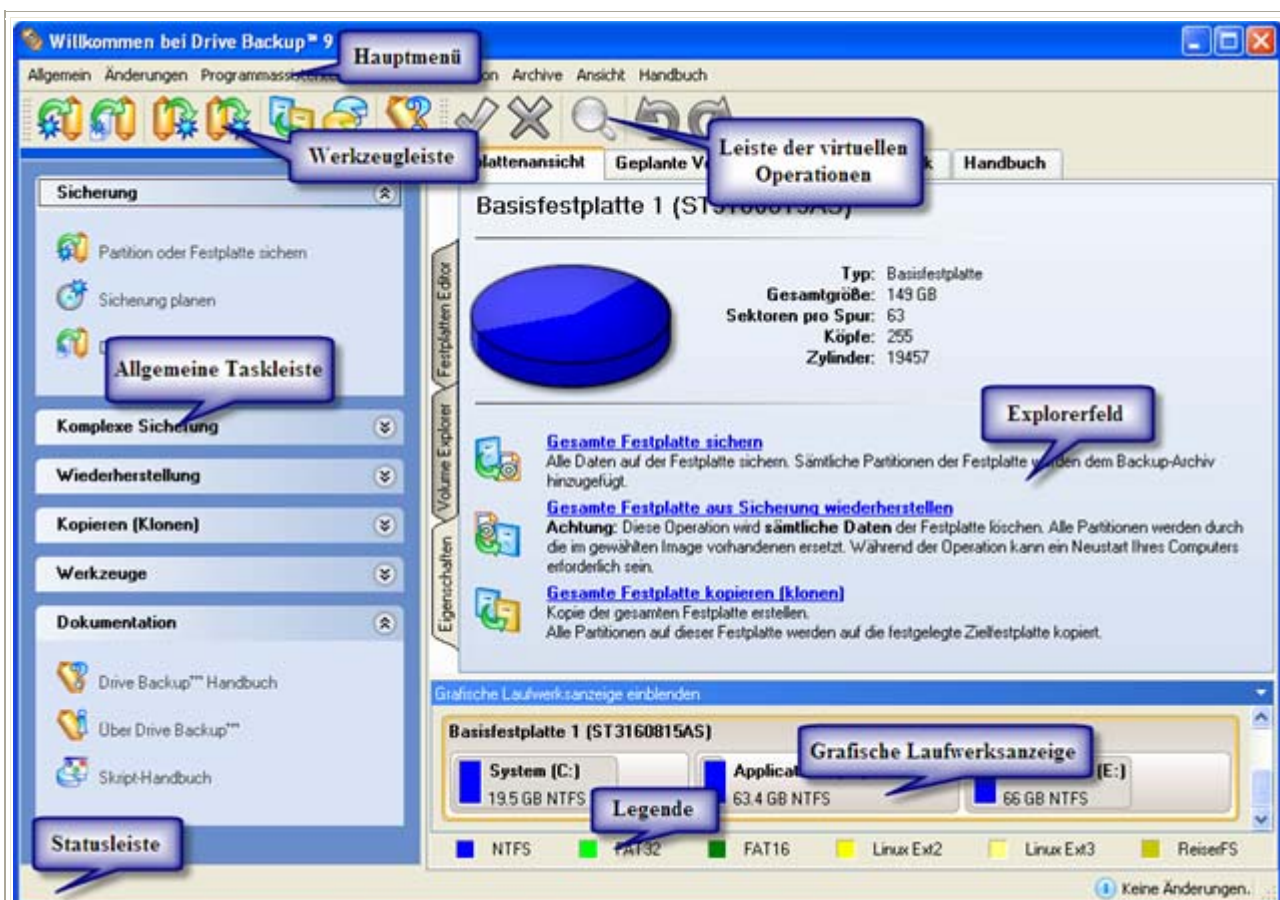 Willkommen bei Drive Backup™ 9
Hauptmenü
Allgemein Änderungen Archive Ansicht Handbuch
Werkzeugleiste
Leiste der virtuellen
Operationen
Geplante Handbuch
Sicherung
Partition oder Festplatte sichern
Sicherung planen
Allgemeine Taskleiste
Komplexe Sicherung
Wiederherstellung
Kopieren (Klonen)
Werkzeuge
Dokumentation
Drive Backup™ Handbuch
Über Drive Backup™
Skript-Handbuch
Statusleiste
Festplatten Editor
Volume Explorer
Eigenschaften
Basisfestplatte 1 (ST3160815AS)
Typ: Basisfestplatte
Gesamtgröße: 149 GB
Sektoren pro Spur: 63
Köpfe: 255
Zylinder: 19457
Explorerfeld
Gesamte Festplatte sichern
Alle Daten auf der Festplatte sichern. Sämtliche Partitionen der Festplatte werden dem Backup-Archiv
hinzugefügt.
Gesamte Festplatte aus Sicherung wiederherstellen
Achtung: Diese Operation wird sämtliche Daten der Festplatte löschen. Alle Partitionen werden durch
die im gewählten Image vorhandenen ersetzt. Während der Operation kann ein Neustart Ihres Computers
erforderlich sein.
Gesamte Festplatte kopieren (klonen)
Kopie der gesamten Festplatte erstellen.
Alle Partitionen auf dieser Festplatte werden auf die festgelegte Zielfestplatte kopiert.
Grafische Laufwerksanzeige einblenden
Basisfestplatte 1 (ST3160815AS)
Grafische Laufwerksanzeige
System (C:)
19.5 GB NTFS
63.4 GB NTFS
(E:)
66 GB NTFS
Legende
NTFS FAT32 FAT16 Linux Ext2 Linux Ext3 ReiserFS
Keine Änderungen.